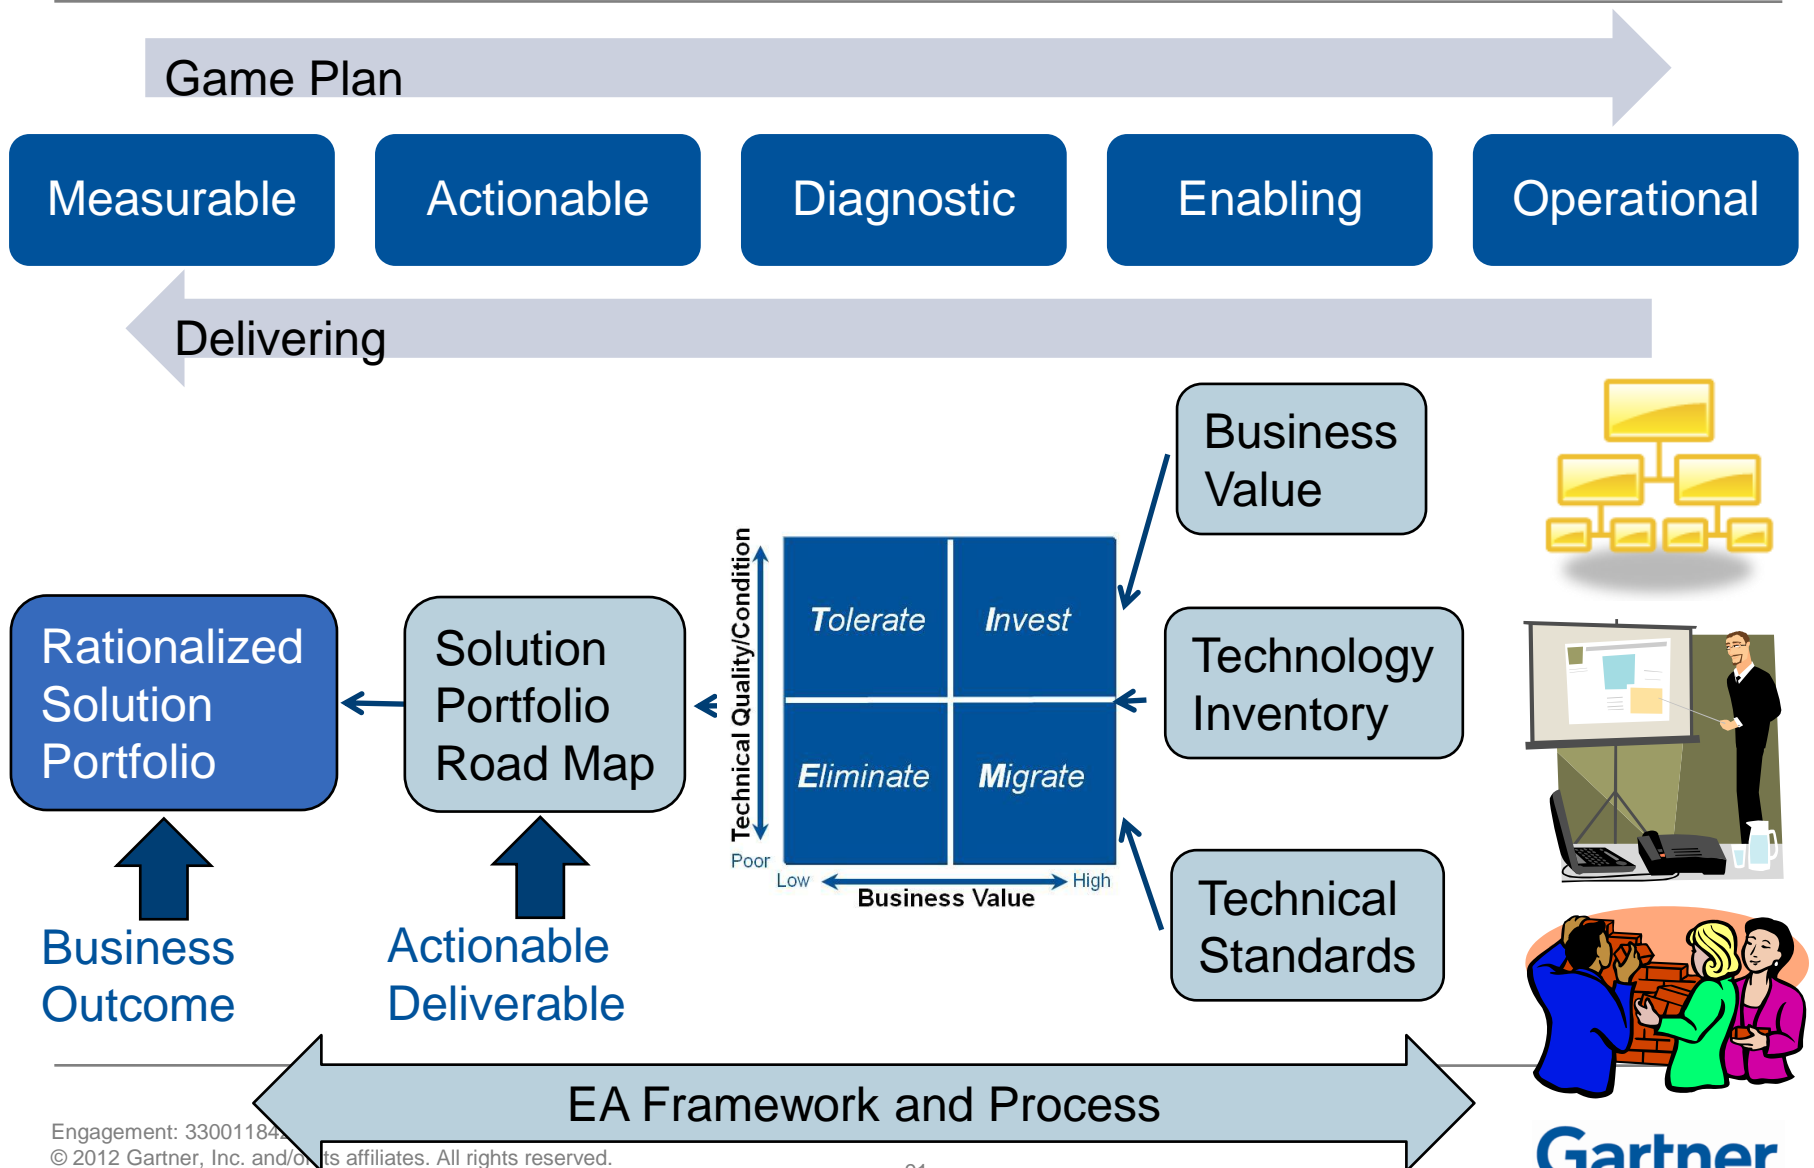 Game Plan
Measurable
Actionable
Diagnostic
Enabling
Operational
Delivering
Business
Value
Technology
Inventory
Technical
Standards
Technical Quality/Condition
Tolerate
Invest
Eliminate
Migrate
Poor
Low
High
Business Value
Solution
Portfolio
Road Map
Rationalized
Solution
Portfolio
Business
Outcome
Actionable
Deliverable
EA Framework and Process
Engagement:
© 2012 Gartner, Inc. and/or its affiliates. All rights reserved.
Gartner